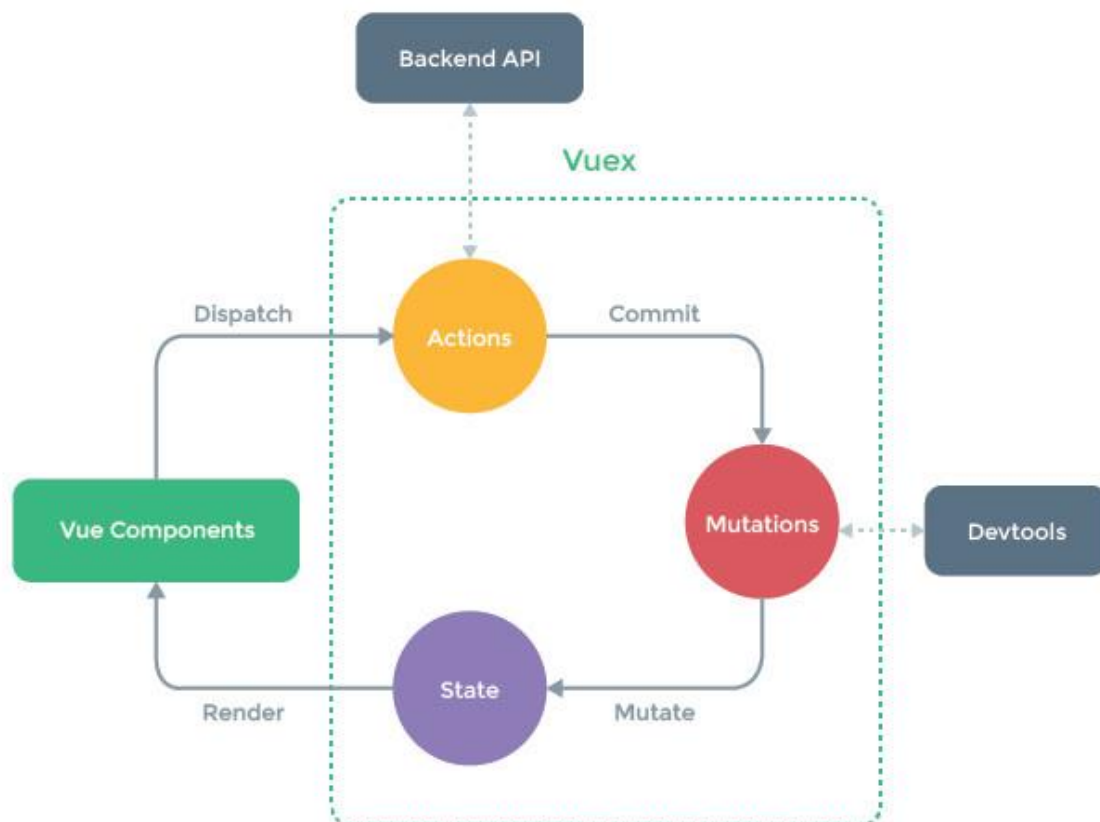 Backend API
Vuex
Dispatch
Actions
Commit
Vue Components
Mutations
Devtools
State
Render
Mutate